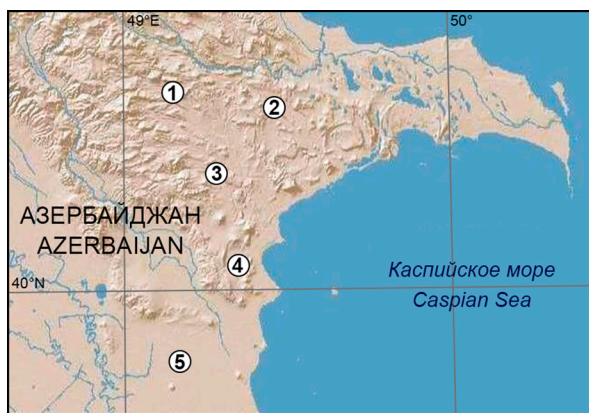 49°E
50°
1
2
3
АЗЕРБАЙДЖАН
AZERBAIJAN
4
Каспийское море
40°N
Caspian Sea
5